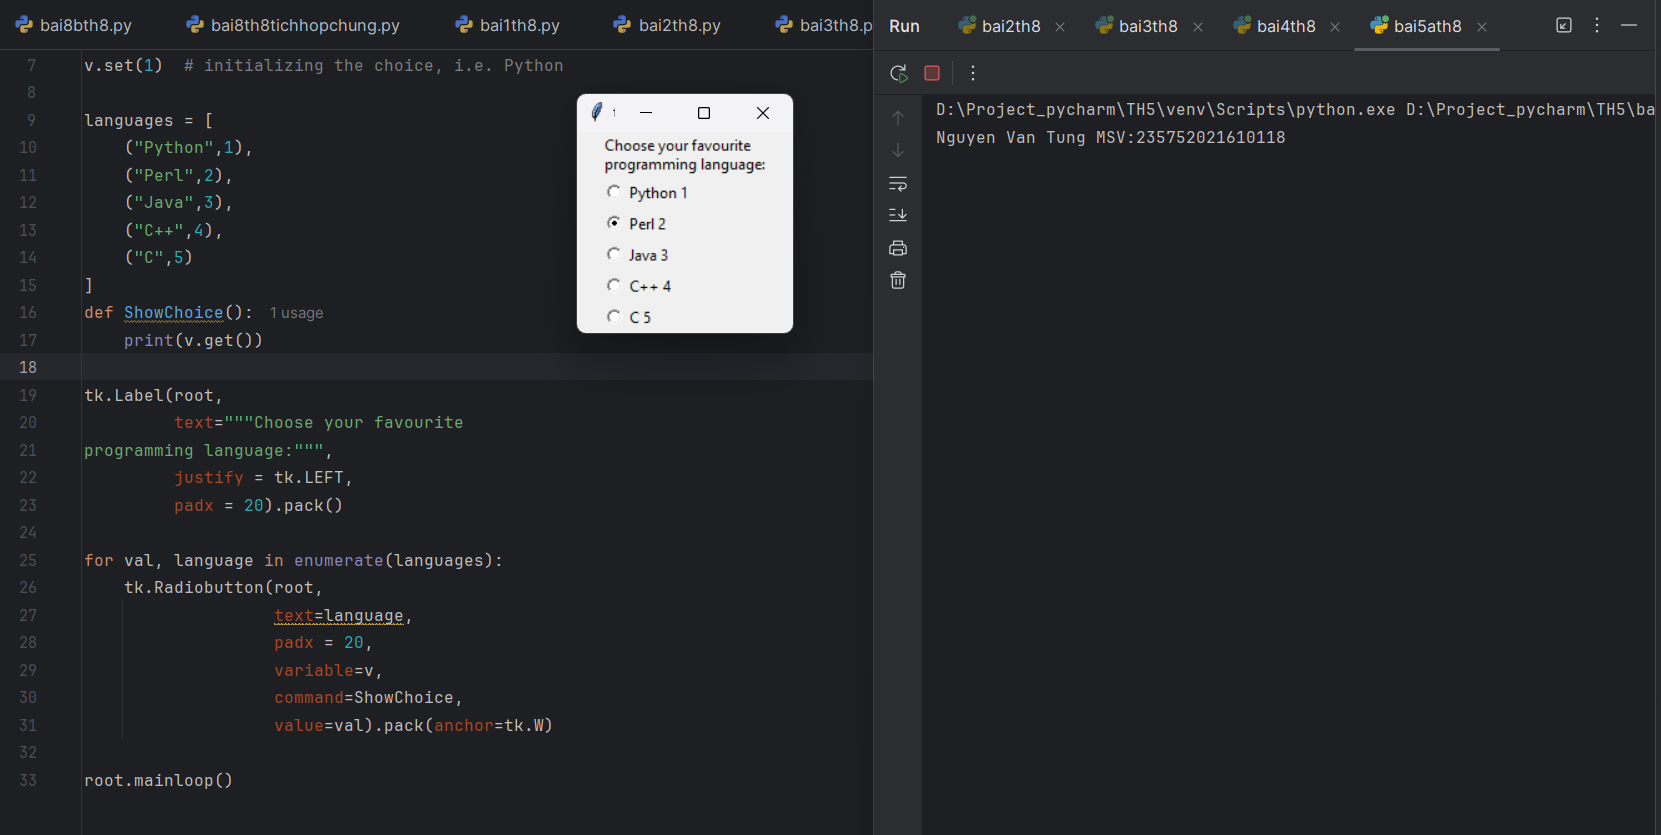 bai8bth8.py bai8th8tichhopchung.py bai1th8.py bai2th8.py bai3th8.p
7 v.set(1)  # initializing the choice, i.e. Python
8
9 languages = [
10     ("Python",1),
11     ("Perl",2),
12     ("Java",3),
13     ("C++",4),
14     ("C",5)
15 ]
16 def ShowChoice(): 1 usage
17     print(v.get())
18
19 tk.Label(root,
20          text="""Choose your favourite
21 programming language:""",
22          justify = tk.LEFT,
23          padx = 20).pack()
24
25 for val, language in enumerate(languages):
26     tk.Radiobutton(root,
27                    text=language,
28                    padx = 20,
29                    variable=v,
30                    command=ShowChoice,
31                    value=val).pack(anchor=tk.W)
32
33 root.mainloop()
Choose your favourite
programming language:
Python 1
Perl 2
Java 3
C++ 4
C 5
Run bai2th8 bai3th8 bai4th8 bai5ath8
D:\Project_pycharm\TH5\venv\Scripts\python.exe D:\Project_pycharm\TH5\ba
Nguyen Van Tung MSV:235752021610118